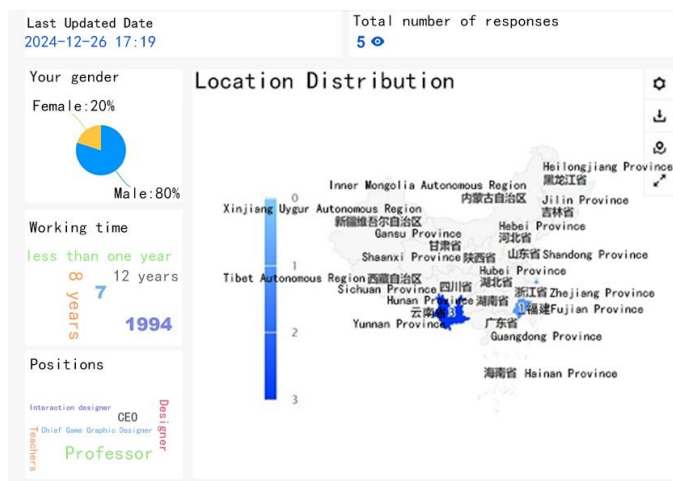 Last Updated Date
2024-12-26 17:19
Total number of responses
5
Your gender
Female:20%
Male:80%
Working time
less than one year
8 years
7
12 years
1994
Positions
Interaction designer
CEO
Chief Game Graphic Designer
Designer
Teachers
Professor
Location Distribution
0
1
2
3
Heilongjiang Province
黑龙江省
Inner Mongolia Autonomous Region
内蒙古自治区
Jilin Province
吉林省
Xinjiang Uygur Autonomous Region
新疆维吾尔自治区
Hebei Province
河北省
Gansu Province
甘肃省
Shaanxi Province 陕西省
山东省 Shandong Province
Hubei Province
湖北省
Tibet Autonomous Region 西藏自治区
Sichuan Province 四川省
浙江省 Zhejiang Province
Hunan Province 湖南省
云南 3
1 福建 Fujian Province
Yunnan Province
广东省
Guangdong Province
海南省 Hainan Province